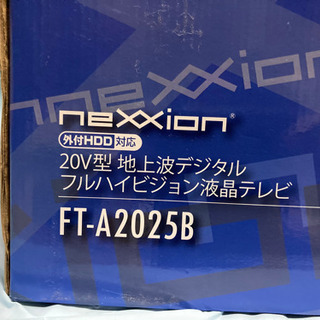 nexxion
nexxion®
外付HDD 対応
20V型 地上波デジタル
フルハイビジョン液晶テレビ
FT-A2025B